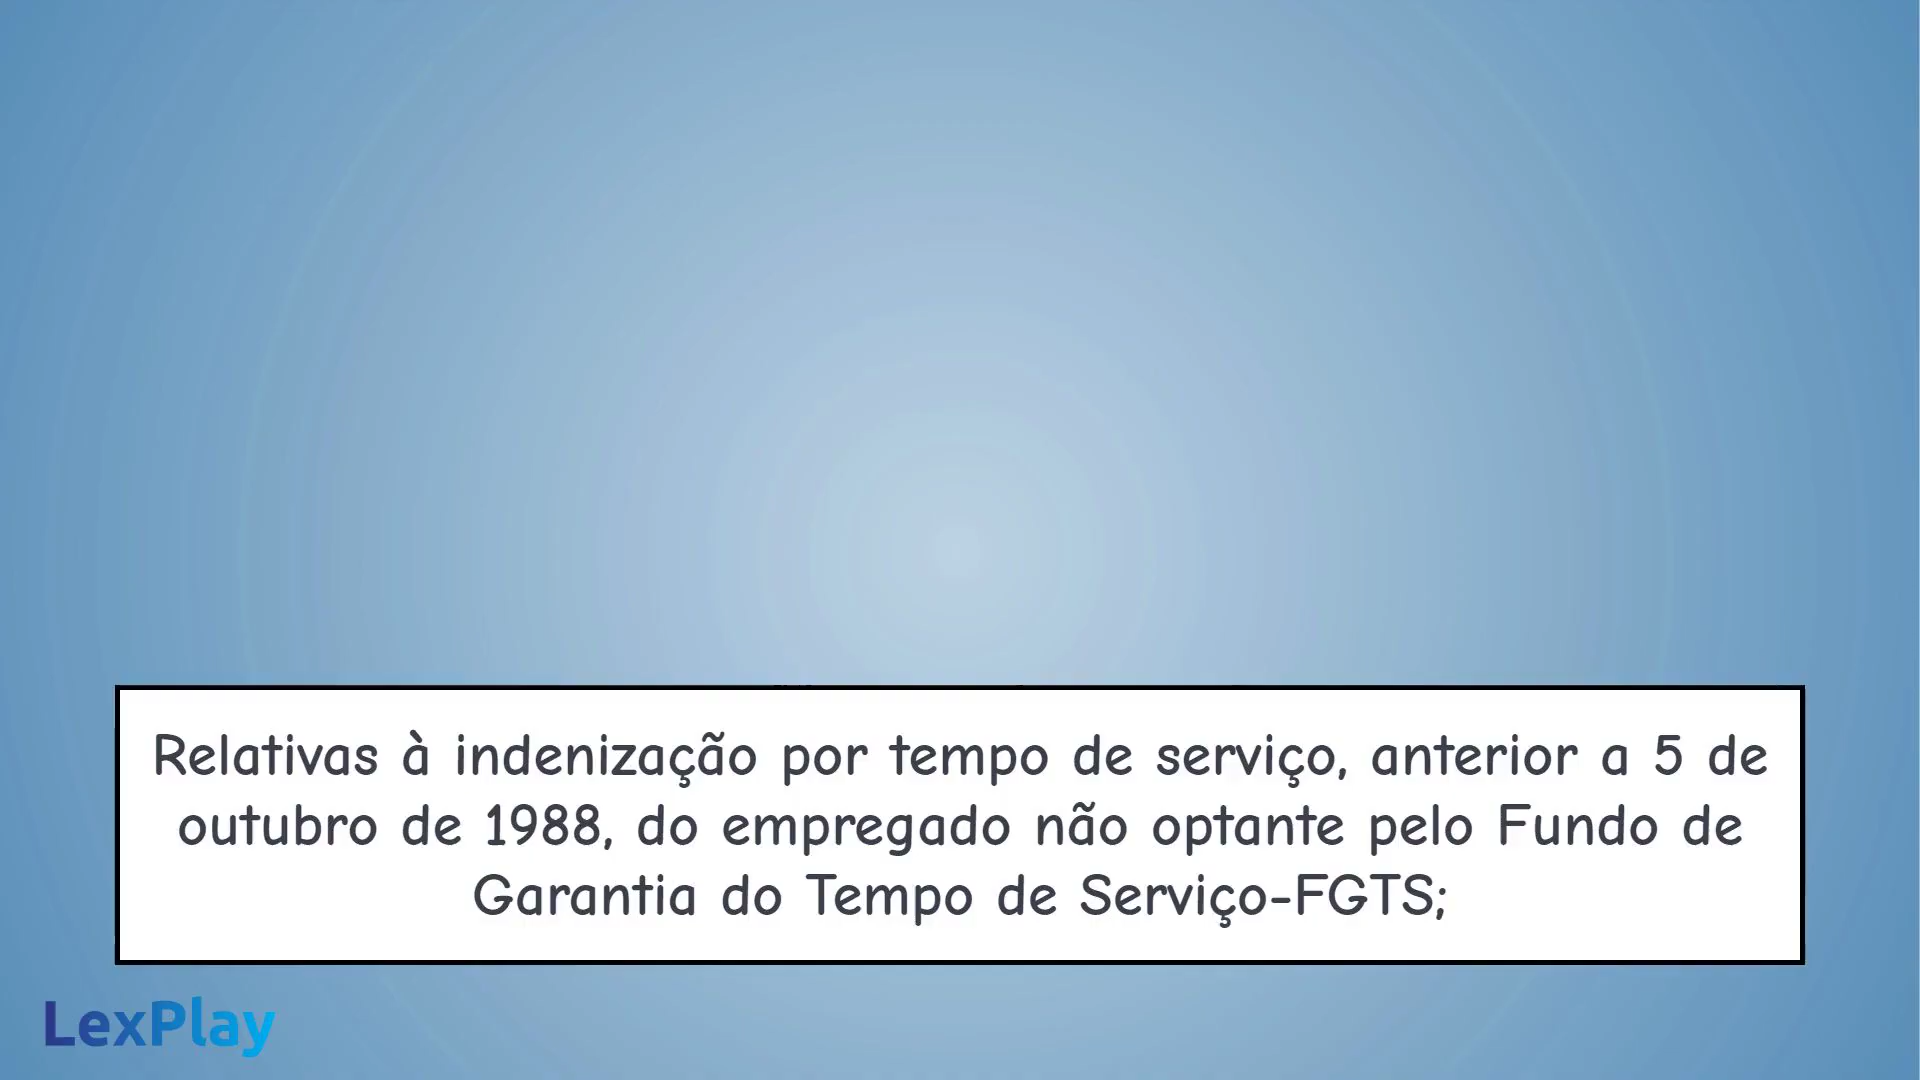 Relativas à indenização por tempo de serviço, anterior a 5 de
outubro de 1988, do empregado não optante pelo Fundo de
Garantia do Tempo de Serviço-FGTS;
LexPlay